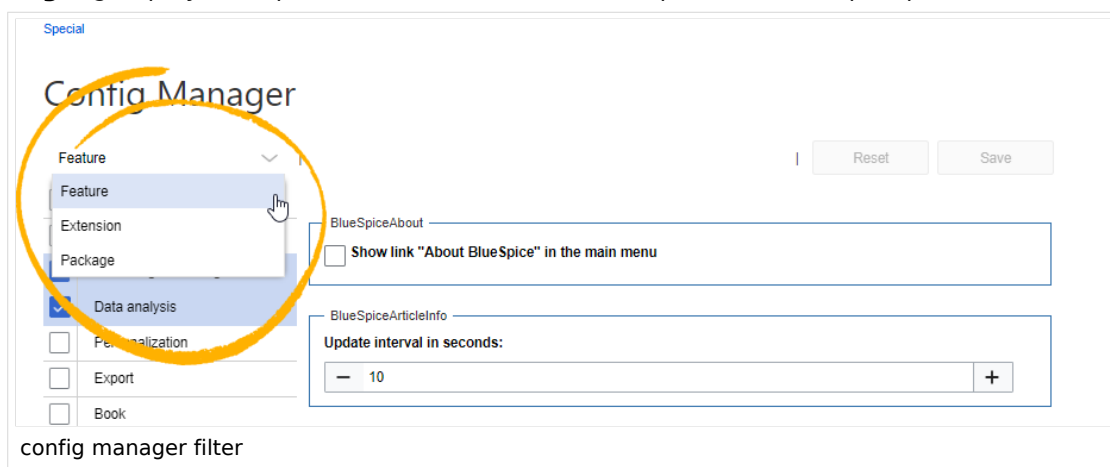 Special
Config Manager
Feature
|
| Reset Save
Feature
Extension
Package
BlueSpiceAbout
Show link "About BlueSpice" in the main menu
Data analysis
BlueSpiceArticleInfo
Personalization
Update interval in seconds:
Export
− 10 +
Book
config manager filter